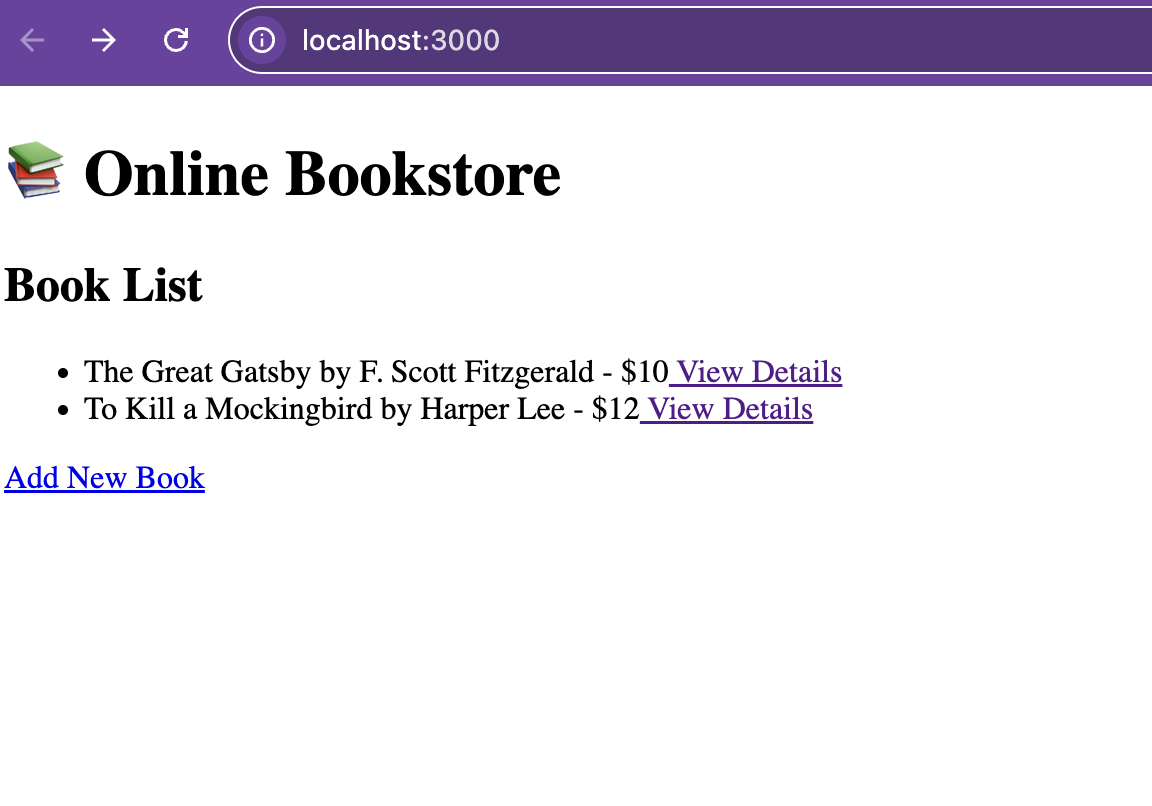 localhost:3000
📚 Online Bookstore
Book List
• The Great Gatsby by F. Scott Fitzgerald - $10 View Details
• To Kill a Mockingbird by Harper Lee - $12 View Details
Add New Book